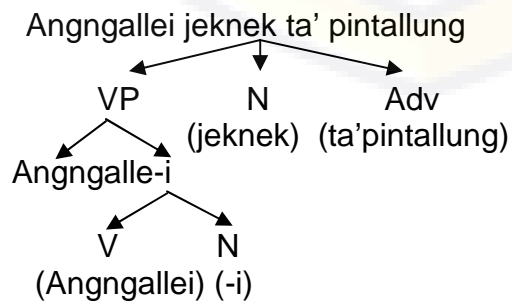 Angngallei jeknek ta' pintallung
VP N Adv
(jeknek) (ta'pintallung)
Angngalle-i
V N
(Angngallei) (-i)